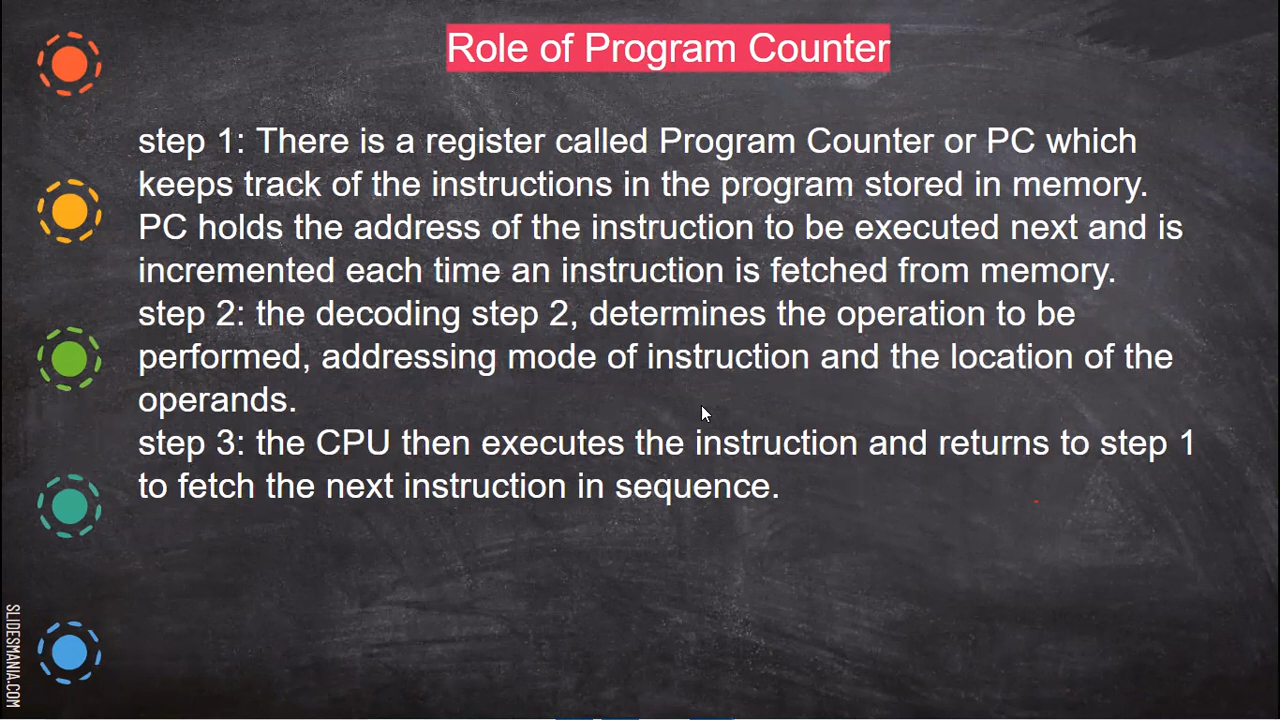 Role of Program Counter
step 1: There is a register called Program Counter or PC which
keeps track of the instructions in the program stored in memory.
PC holds the address of the instruction to be executed next and is
incremented each time an instruction is fetched from memory.
step 2: the decoding step 2, determines the operation to be
performed, addressing mode of instruction and the location of the
operands.
step 3: the CPU then executes the instruction and returns to step 1
to fetch the next instruction in sequence.
SLIDESMANIA.COM